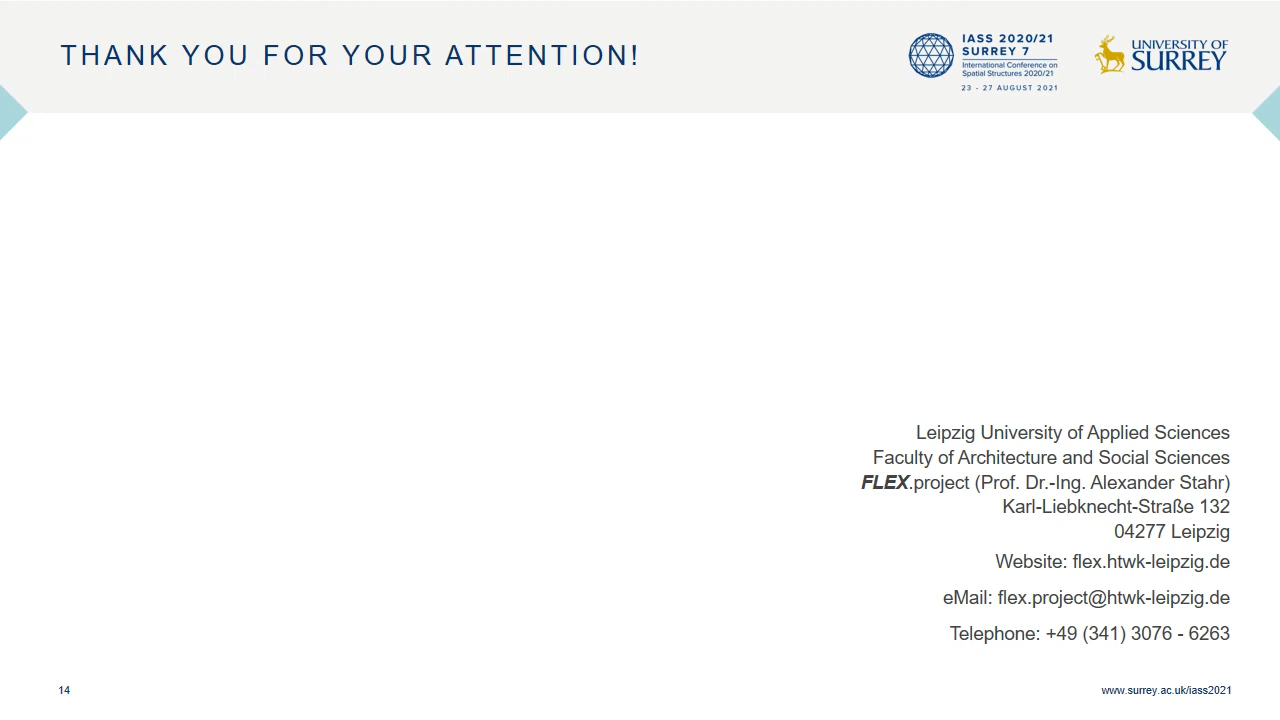 THANK YOU FOR YOUR ATTENTION!
IASS 2020/21
SURREY 7
International Conference on
Spatial Structures 2020/21
23 - 27 AUGUST 2021
UNIVERSITY OF
SURREY
Leipzig University of Applied Sciences
Faculty of Architecture and Social Sciences
FLEX.project (Prof. Dr.-Ing. Alexander Stahr)
Karl-Liebknecht-Straße 132
04277 Leipzig
Website: flex.htwk-leipzig.de
eMail: flex.project@htwk-leipzig.de
Telephone: +49 (341) 3076 - 6263
14
www.surrey.ac.uk/iass2021